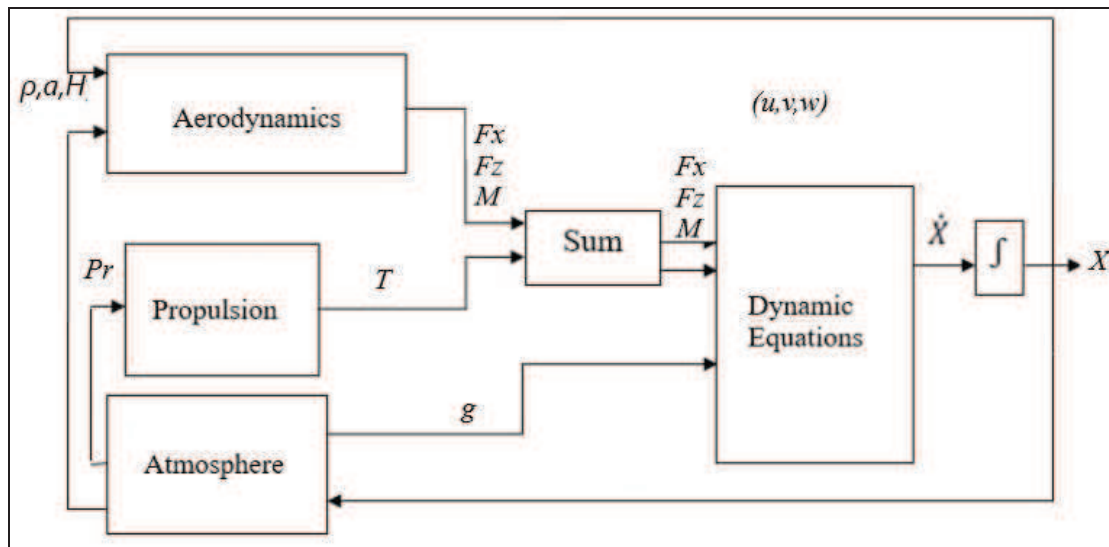 ρ,a,H
Aerodynamics
(u,v,w)
Fx
Fz
M
Fx
Fz
M
Sum
Ẋ
∫
X
Pr
T
Propulsion
Dynamic
Equations
g
Atmosphere